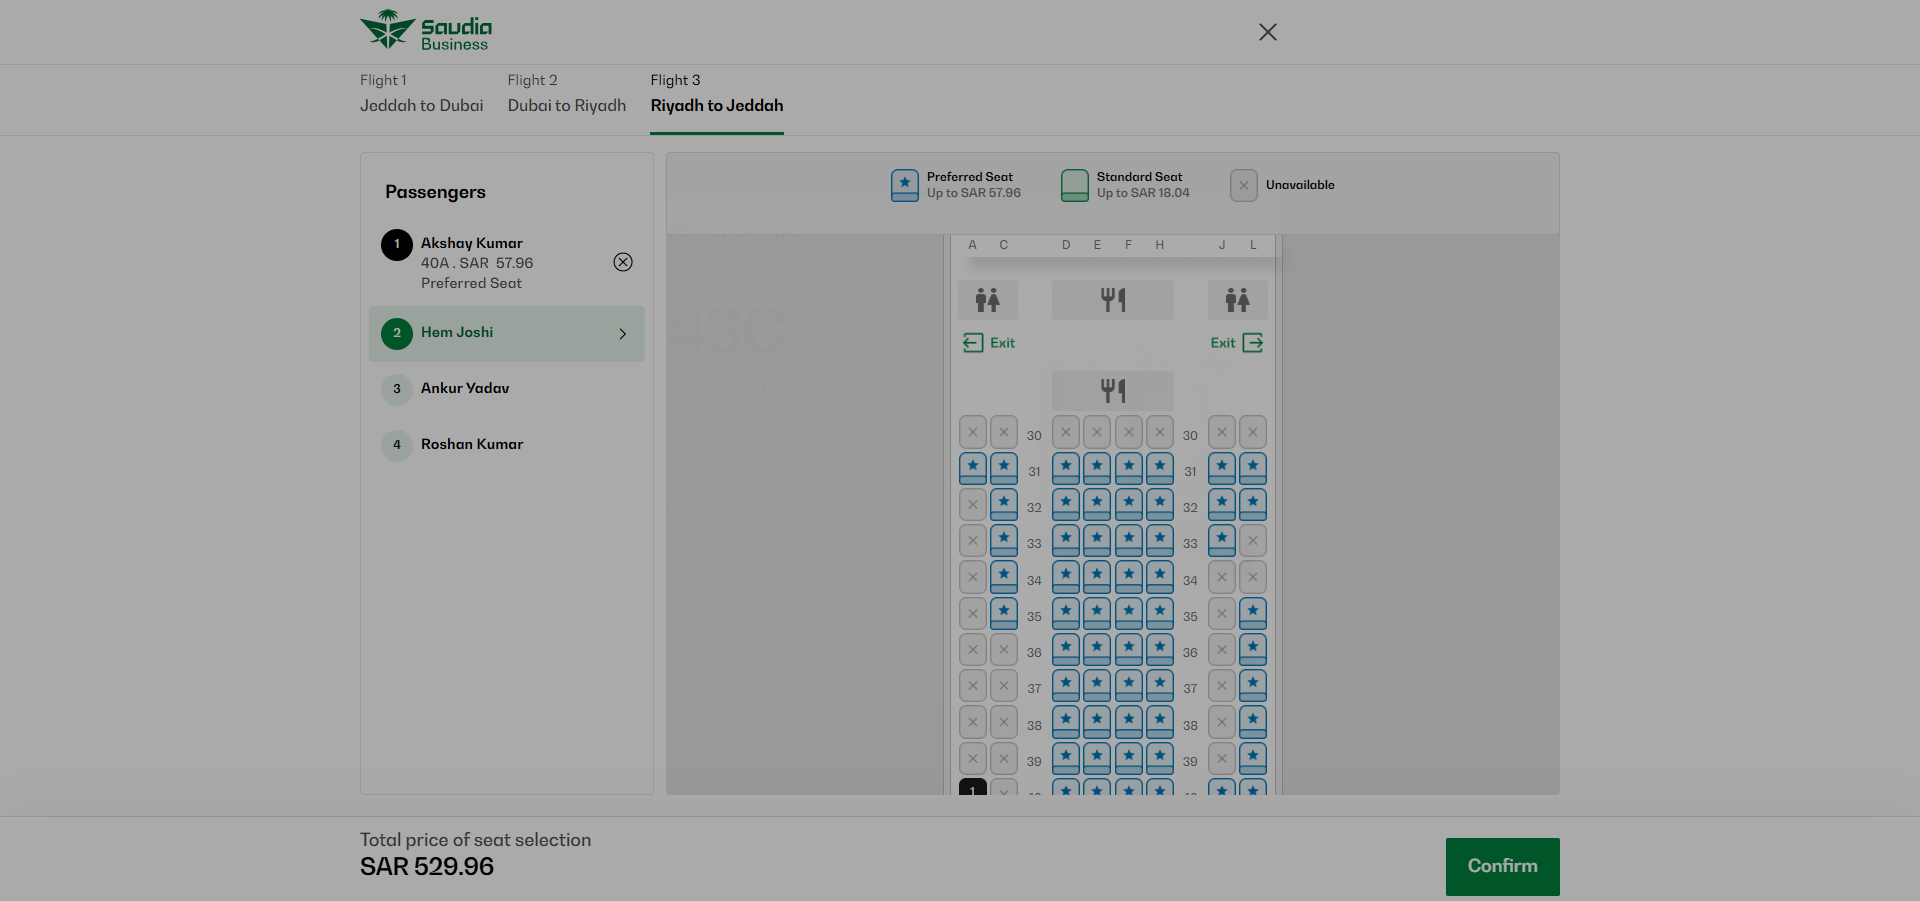 Saudia
Business
Flight 1
Jeddah to Dubai
Flight 2
Dubai to Riyadh
Flight 3
Riyadh to Jeddah
Passengers
1
Akshay Kumar
40A . SAR 57.96
Preferred Seat
2
Hem Joshi
3
Ankur Yadav
4
Roshan Kumar
Preferred Seat
Up to SAR 57.96
Standard Seat
Up to SAR 18.04
Unavailable
A C D E F H J L
Exit Exit
30 30
31 31
32 32
33 33
34 34
35 35
36 36
37 37
38 38
39 39
1
43C
Total price of seat selection
SAR 529.96
Confirm